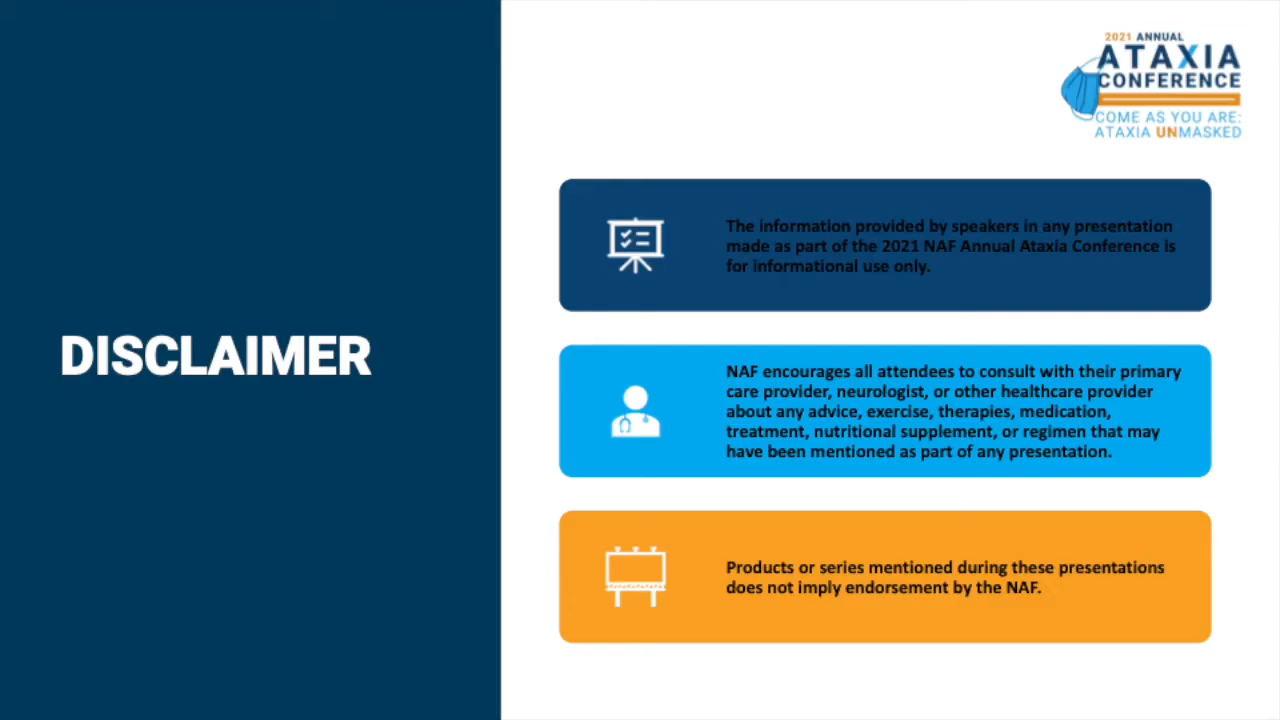 2021 ANNUAL
ATAXIA
CONFERENCE
COME AS YOU ARE:
ATAXIA UNMASKED
DISCLAIMER
The information provided by speakers in any presentation
made as part of the 2021 NAF Annual Ataxia Conference is
for informational use only.
NAF encourages all attendees to consult with their primary
care provider, neurologist, or other healthcare provider
about any advice, exercise, therapies, medication,
treatment, nutritional supplement, or regimen that may
have been mentioned as part of any presentation.
Products or series mentioned during these presentations
does not imply endorsement by the NAF.